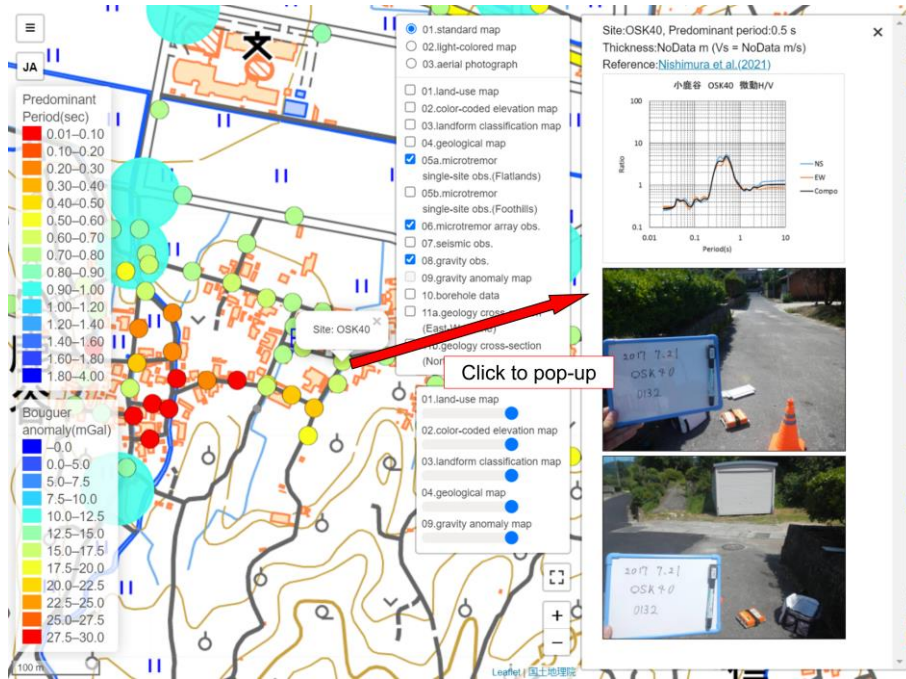 ☰
JA
Predominant
Period(sec)
0.01–0.10
0.10–0.20
0.20–0.30
0.30–0.40
0.40–0.50
0.50–0.60
0.60–0.70
0.70–0.80
0.80–0.90
0.90–1.00
1.00–1.20
1.20–1.40
1.40–1.60
1.60–1.80
1.80–4.00
Bouguer
anomaly(mGal)
–0.0
0.0–5.0
5.0–7.5
7.5–10.0
10.0–12.5
12.5–15.0
15.0–17.5
17.5–20.0
20.0–22.5
22.5–25.0
25.0–27.5
27.5–30.0
100 m
文
谷
Site: OSK40 ×
01.standard map
02.light-colored map
03.aerial photograph
01.land-use map
02.color-coded elevation map
03.landform classification map
04.geological map
05a.microtremor
single-site obs.(Flatlands)
05b.microtremor
single-site obs.(Foothills)
06.microtremor array obs.
07.seismic obs.
08.gravity obs.
09.gravity anomaly map
10.borehole data
11a.geology cross-section
(East
geology cross-section
Click to pop-up
01.land-use map
02.color-coded elevation map
03.landform classification map
04.geological map
09.gravity anomaly map
+
−
Leaflet | 国土地理院
Site:OSK40, Predominant period:0.5 s
×
Thickness:NoData m (Vs = NoData m/s)
Reference:Nishimura et al.(2021)
小鹿谷 OSK40 微動H/V
100
10
1
0.1
Ratio
0.01 0.1 1 10
Period(s)
NS
EW
Compo
2017 7.21
OSK40
0132
2017 7.21
OSK40
0132